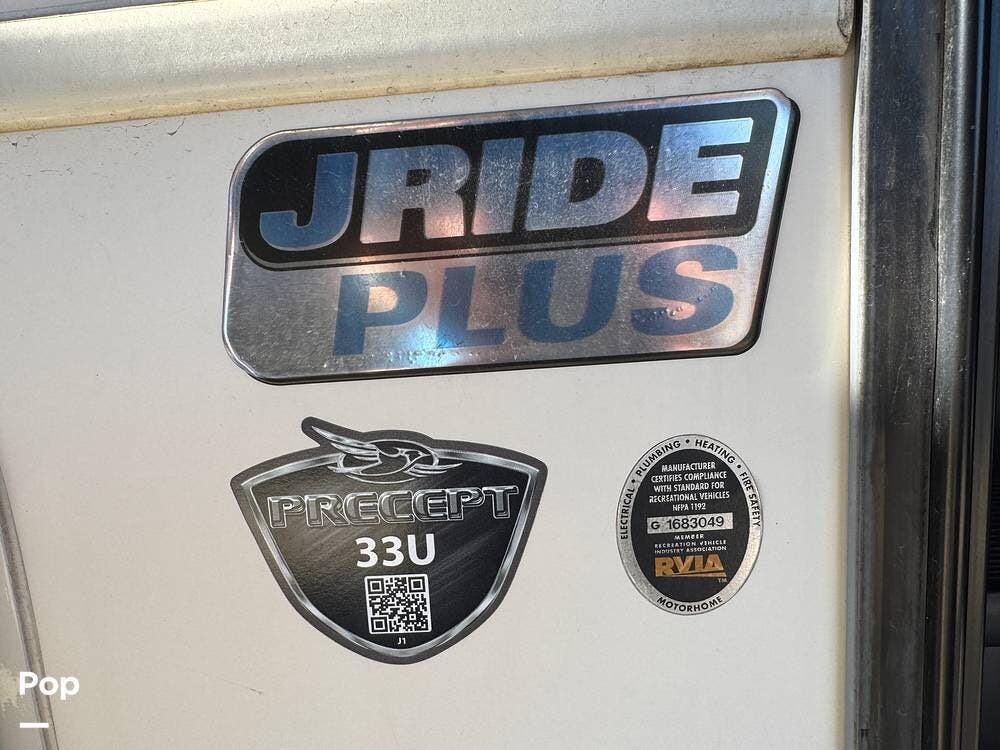 JRIDE
PLUS
PRECEPT
33U
J1
ELECTRICAL • PLUMBING • HEATING • FIRE SAFETY
MANUFACTURER
CERTIFIES COMPLIANCE
WITH STANDARD FOR
RECREATIONAL VEHICLES
NFPA 1192
G 1683049
MEMBER
RECREATION VEHICLE
INDUSTRY ASSOCIATION
RVIA
TM
MOTORHOME
Pop